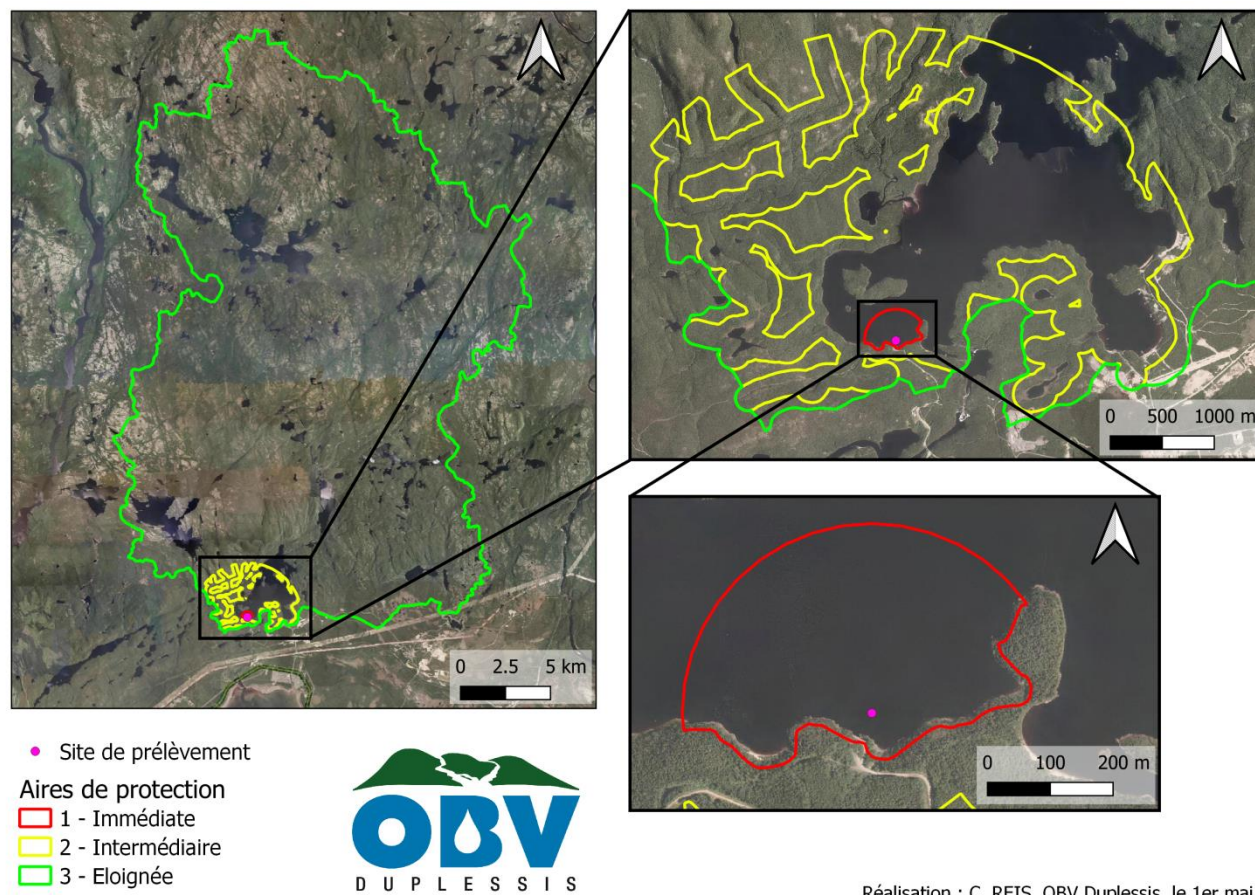 0 2.5 5 km
0 500 1000 m
0 100 200 m
Site de prélèvement
Aires de protection
1 - Immédiate
2 - Intermédiaire
3 - Eloignée
OBV
DUPLESSIS
Réalisation : C. REIS, OBV Duplessis, le 1er mai